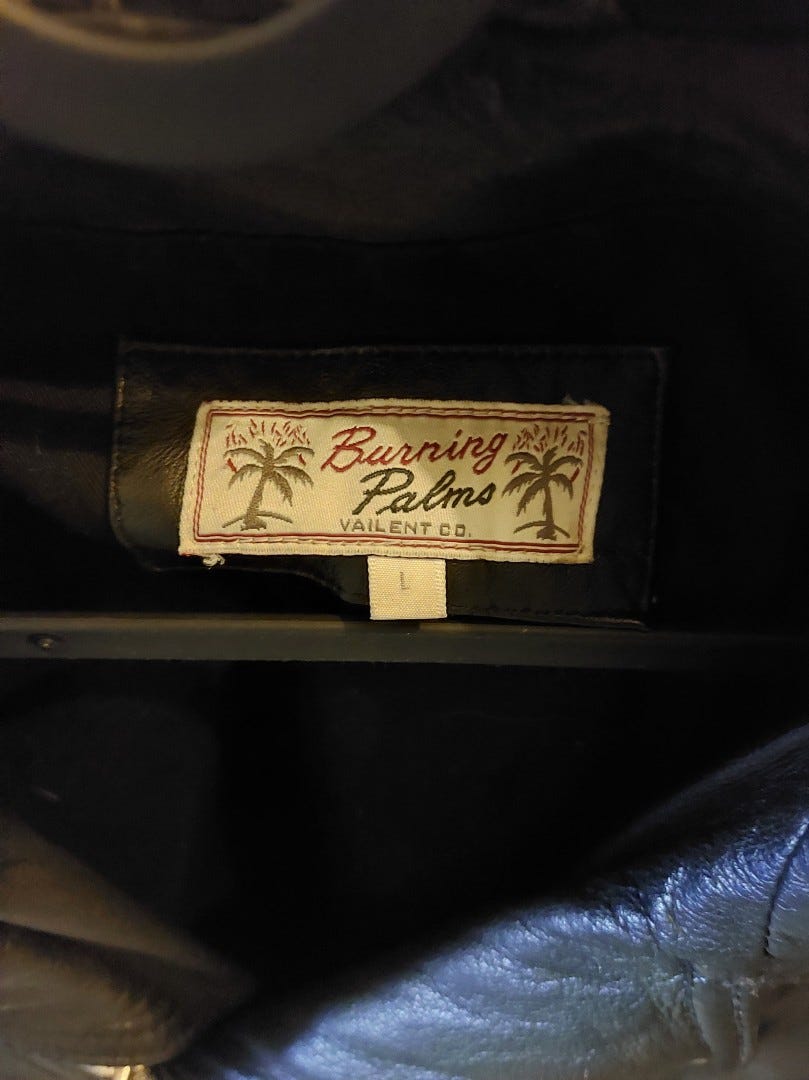 Burning
Palms
VAILENT CO.
L